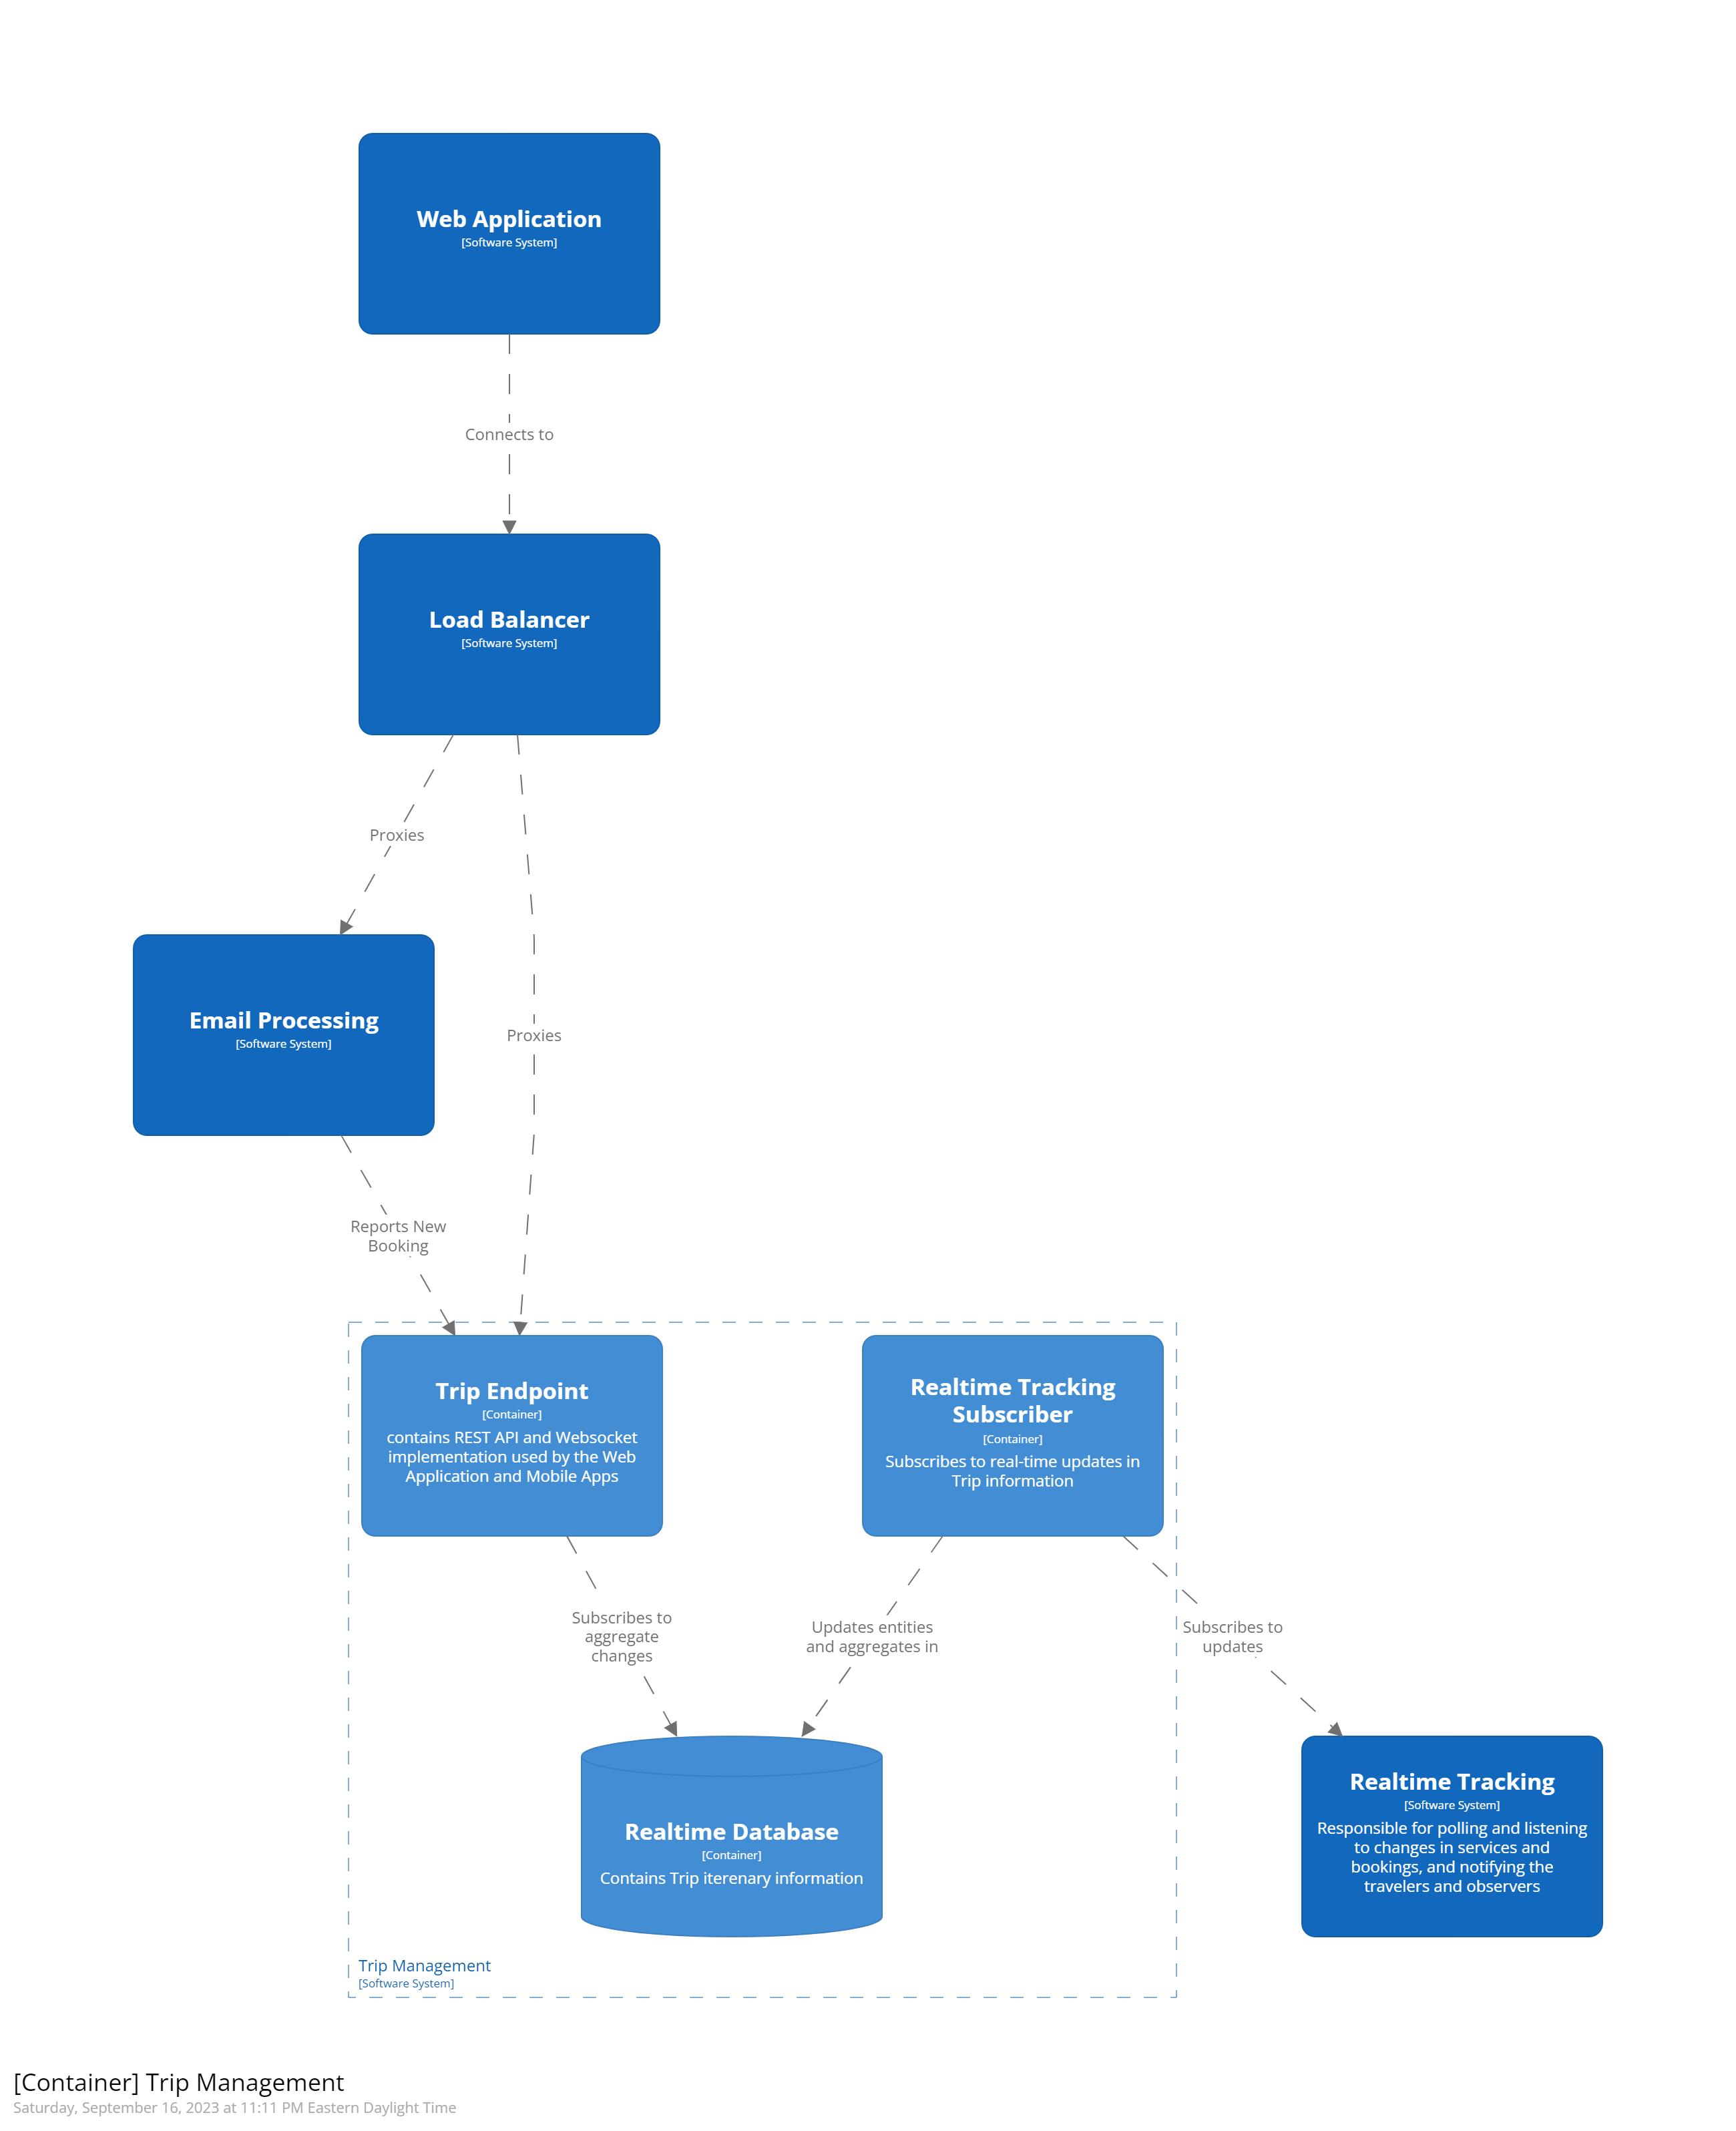 Web Application
[Software System]
Connects to
Load Balancer
[Software System]
Proxies
Email Processing
[Software System]
Proxies
Reports New
Booking
Trip Endpoint
[Container]
contains REST API and Websocket
implementation used by the Web
Application and Mobile Apps
Realtime Tracking
Subscriber
[Container]
Subscribes to real-time updates in
Trip information
Subscribes to
aggregate
changes
Updates entities
and aggregates in
Subscribes to
updates
Realtime Database
[Container]
Contains Trip iterenary information
Realtime Tracking
[Software System]
Responsible for polling and listening
to changes in services and
bookings, and notifying the
travelers and observers
Trip Management
[Software System]
[Container] Trip Management
Saturday, September 16, 2023 at 11:11 PM Eastern Daylight Time